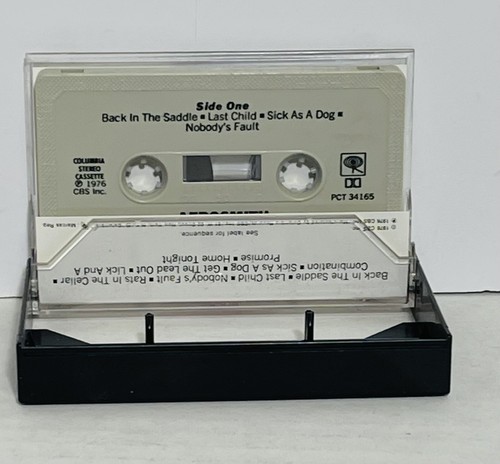 Side One
Back In The Saddle ▪ Last Child ▪ Sick As A Dog ▪
Nobody's Fault
COLUMBIA
STEREO
CASSETTE
℗ 1976
CBS Inc.
PCT 34165
AEROSMITH
Back In The Saddle ▪ Last Child ▪ Nobody's Fault ▪ Rats In The Cellar ▪
Combination ▪ Sick As A Dog ▪ Get The Lead Out ▪ Lick And A
Promise ▪ Home Tonight
See label for sequence.